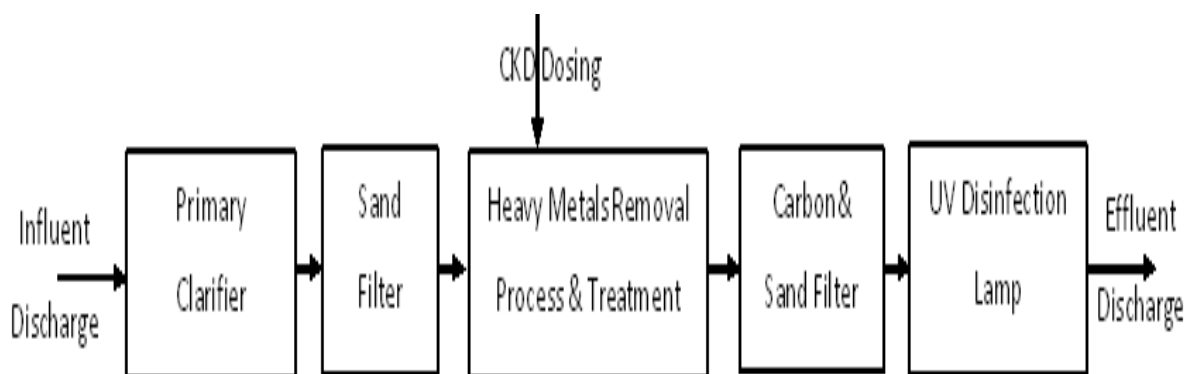 CKD Dosing
Influent
Discharge
Primary
Clarifier
Sand
Filter
Heavy Metals Removal
Process & Treatment
Carbon &
Sand Filter
UV Disinfection
Lamp
Effluent
Discharge